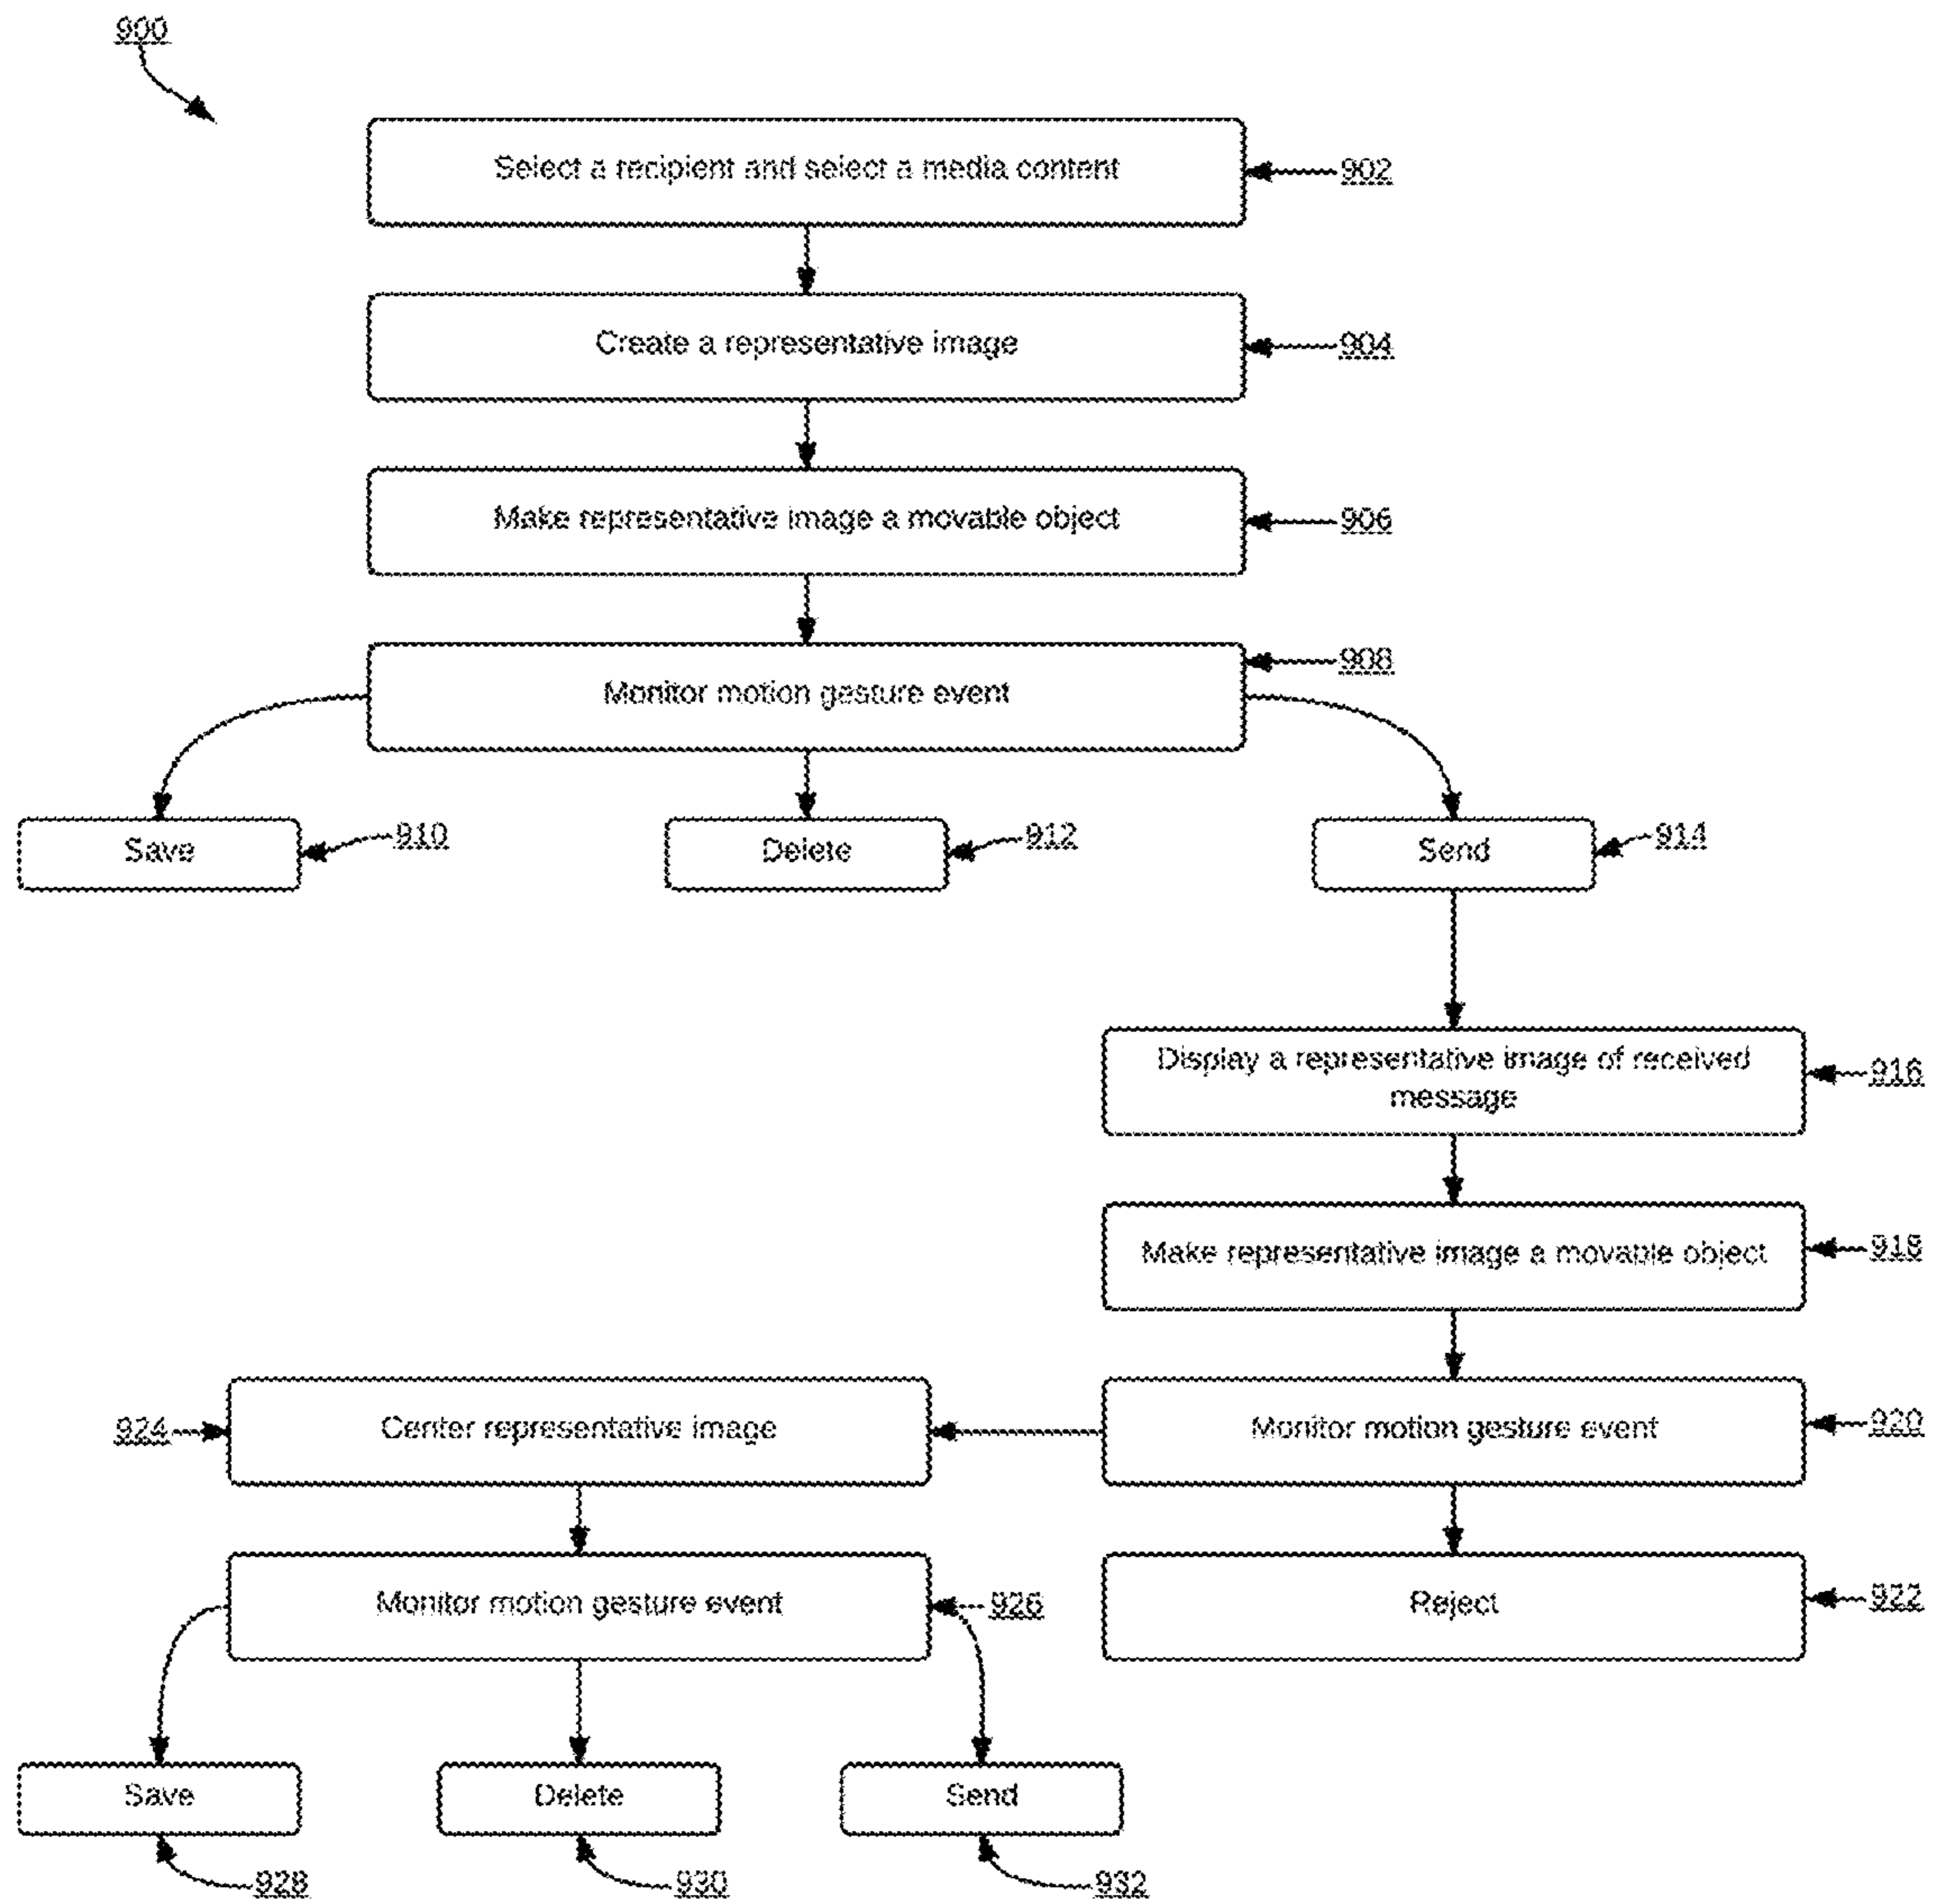 900
Select a recipient and select a media content
902
Create a representative image
904
Make representative image a movable object
906
Monitor motion gesture event
908
Save
910
Delete
912
Send
914
Display a representative image of received
message
916
Make representative image a movable object
918
924
Center representative image
Monitor motion gesture event
920
Monitor motion gesture event
926
Reject
922
Save
Delete
Send
928
930
932